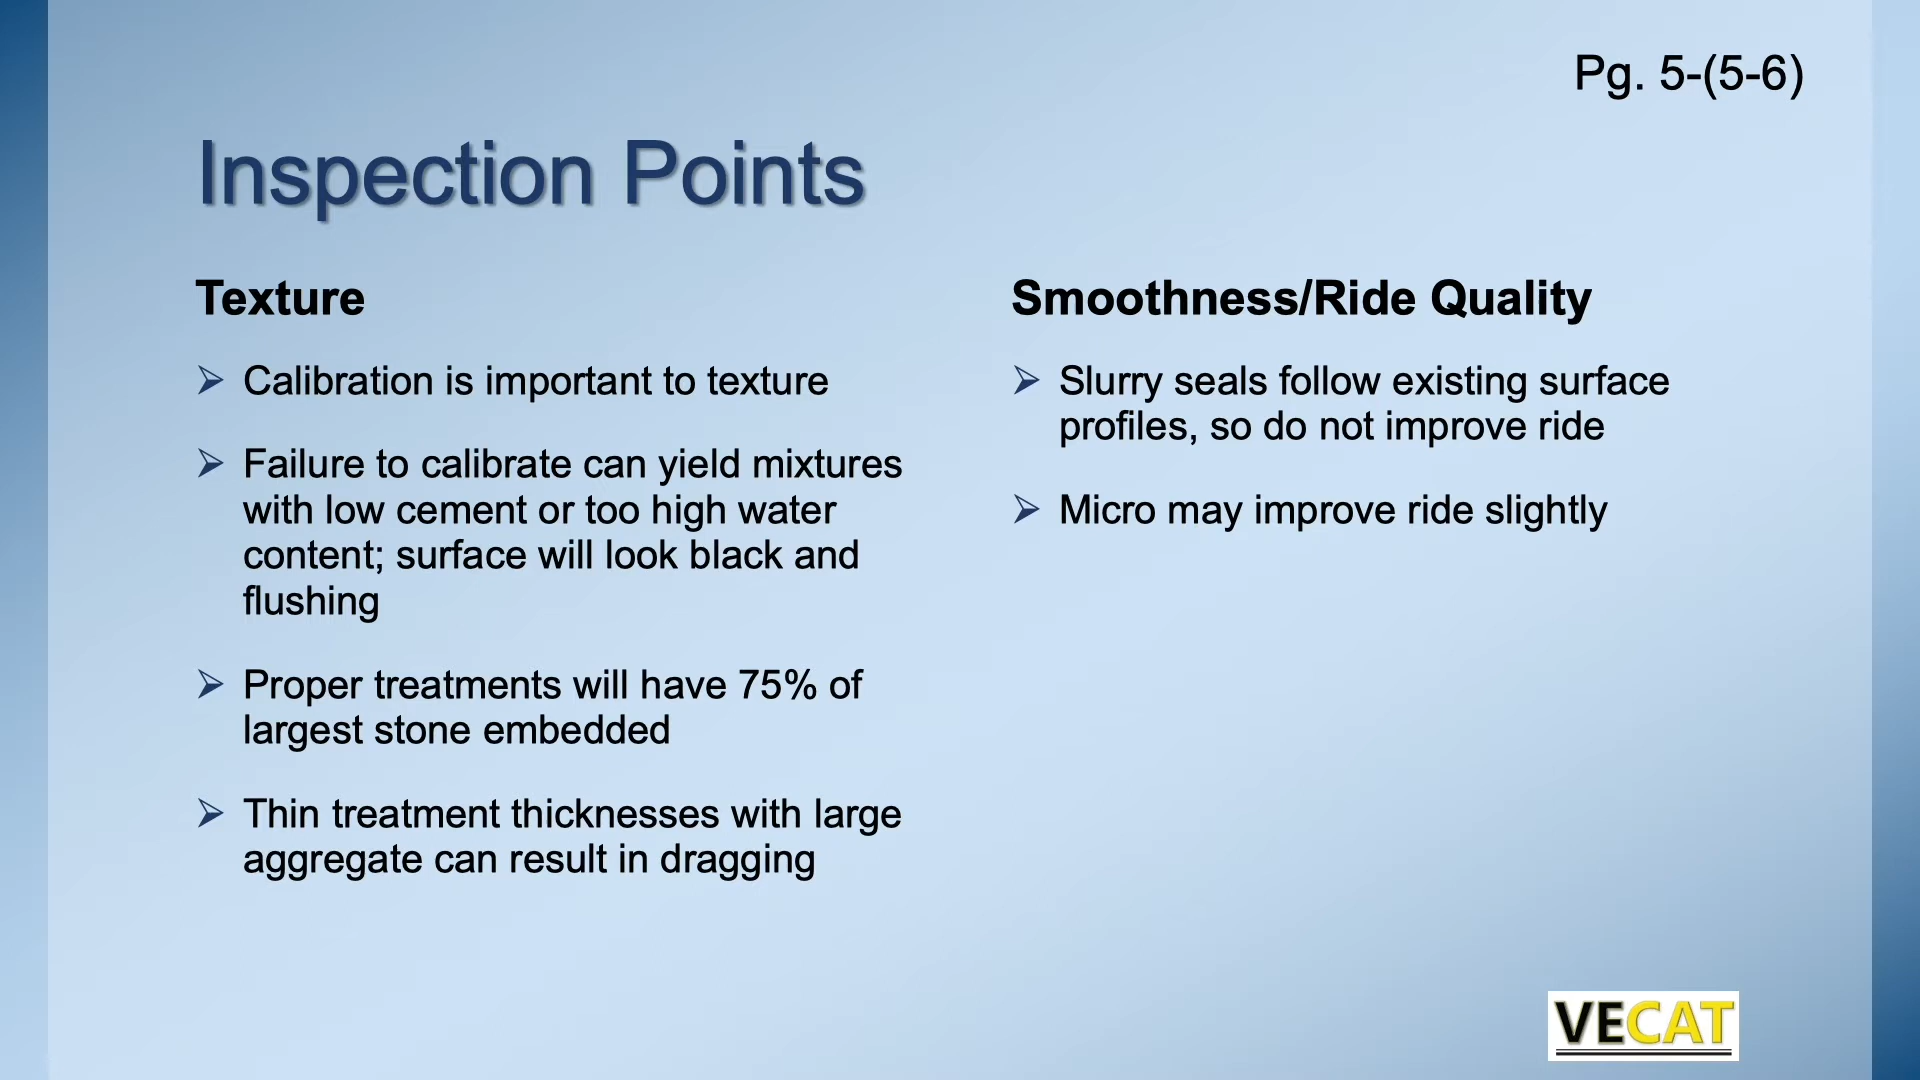 Pg. 5-(5-6)
Inspection Points
Texture
Calibration is important to texture
Failure to calibrate can yield mixtures
with low cement or too high water
content; surface will look black and
flushing
Proper treatments will have 75% of
largest stone embedded
Thin treatment thicknesses with large
aggregate can result in dragging
Smoothness/Ride Quality
Slurry seals follow existing surface
profiles, so do not improve ride
Micro may improve ride slightly
VECAT